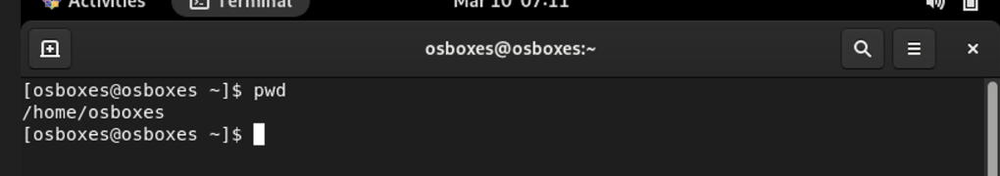 Activities Terminal Mar 10 07:11
osboxes@osboxes:~
[osboxes@osboxes ~]$ pwd
/home/osboxes
[osboxes@osboxes ~]$